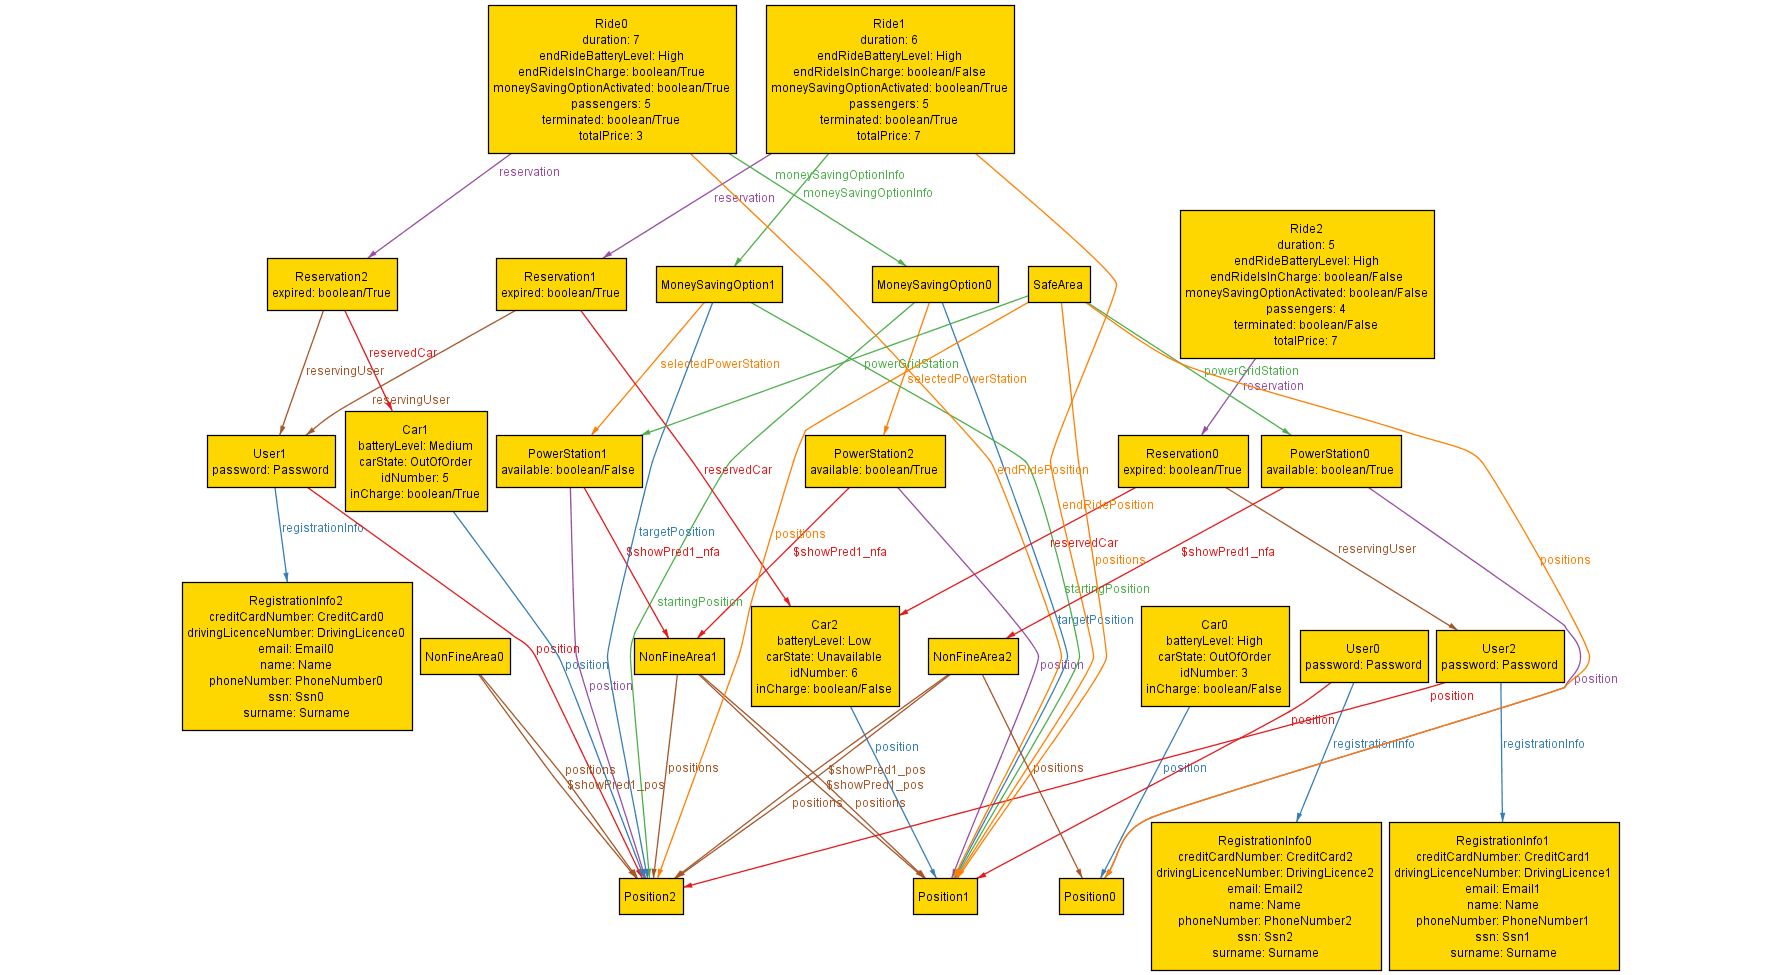 Ride0
duration: 7
endRideBatteryLevel: High
endRideIsInCharge: boolean/True
moneySavingOptionActivated: boolean/True
passengers: 5
terminated: boolean/True
totalPrice: 3
Ride1
duration: 6
endRideBatteryLevel: High
endRideIsInCharge: boolean/False
moneySavingOptionActivated: boolean/True
passengers: 5
terminated: boolean/True
totalPrice: 7
reservation
moneySavingOptionInfo
moneySavingOptionInfo
reservation
Ride2
duration: 5
endRideBatteryLevel: High
endRideIsInCharge: boolean/False
moneySavingOptionActivated: boolean/False
passengers: 4
terminated: boolean/False
totalPrice: 7
Reservation2
expired: boolean/True
Reservation1
expired: boolean/True
MoneySavingOption1
MoneySavingOption0
SafeArea
reservedCar
reservingUser
selectedPowerStation
powerGridStation
selectedPowerStation
powerGridStation
reservation
reservingUser
User1
password: Password
Car1
batteryLevel: Medium
carState: OutOfOrder
idNumber: 5
inCharge: boolean/True
PowerStation1
available: boolean/False
PowerStation2
available: boolean/True
Reservation0
expired: boolean/True
PowerStation0
available: boolean/True
reservedCar
endRidePosition
endRidePosition
registrationInfo
targetPosition
positions
$showPred1_nfa
$showPred1_nfa
reservedCar
$showPred1_nfa
reservingUser
positions
positions
startingPosition
startingPosition
targetPosition
RegistrationInfo2
creditCardNumber: CreditCard0
drivingLicenceNumber: DrivingLicence0
email: Email0
name: Name
phoneNumber: PhoneNumber0
ssn: Ssn0
surname: Surname
NonFineArea0
position
position
position
NonFineArea1
Car2
batteryLevel: Low
carState: Unavailable
idNumber: 6
inCharge: boolean/False
NonFineArea2
position
Car0
batteryLevel: High
carState: OutOfOrder
idNumber: 3
inCharge: boolean/False
User0
password: Password
User2
password: Password
position
position
position
position
registrationInfo
registrationInfo
positions
$showPred1_pos
positions
$showPred1_pos
$showPred1_pos
positions
positions
positions
position
Position2
Position1
Position0
RegistrationInfo0
creditCardNumber: CreditCard2
drivingLicenceNumber: DrivingLicence2
email: Email2
name: Name
phoneNumber: PhoneNumber2
ssn: Ssn2
surname: Surname
RegistrationInfo1
creditCardNumber: CreditCard1
drivingLicenceNumber: DrivingLicence1
email: Email1
name: Name
phoneNumber: PhoneNumber1
ssn: Ssn1
surname: Surname